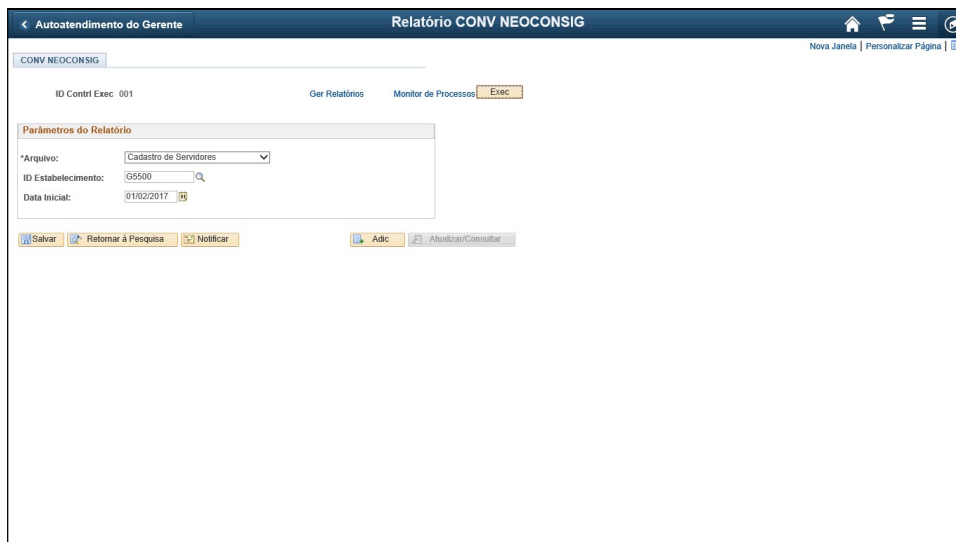 Autoatendimento do Gerente
Relatório CONV NEOCONSIG
Nova Janela | Personalizar Página |
CONV NEOCONSIG
ID Contrl Exec 001 Ger Relatórios Monitor de Processos Exec
Parâmetros do Relatório
*Arquivo: Cadastro de Servidores
ID Estabelecimento: G5500
Data Inicial: 01/02/2017
Salvar Retornar à Pesquisa Notificar Adic Atualizar/Consultar